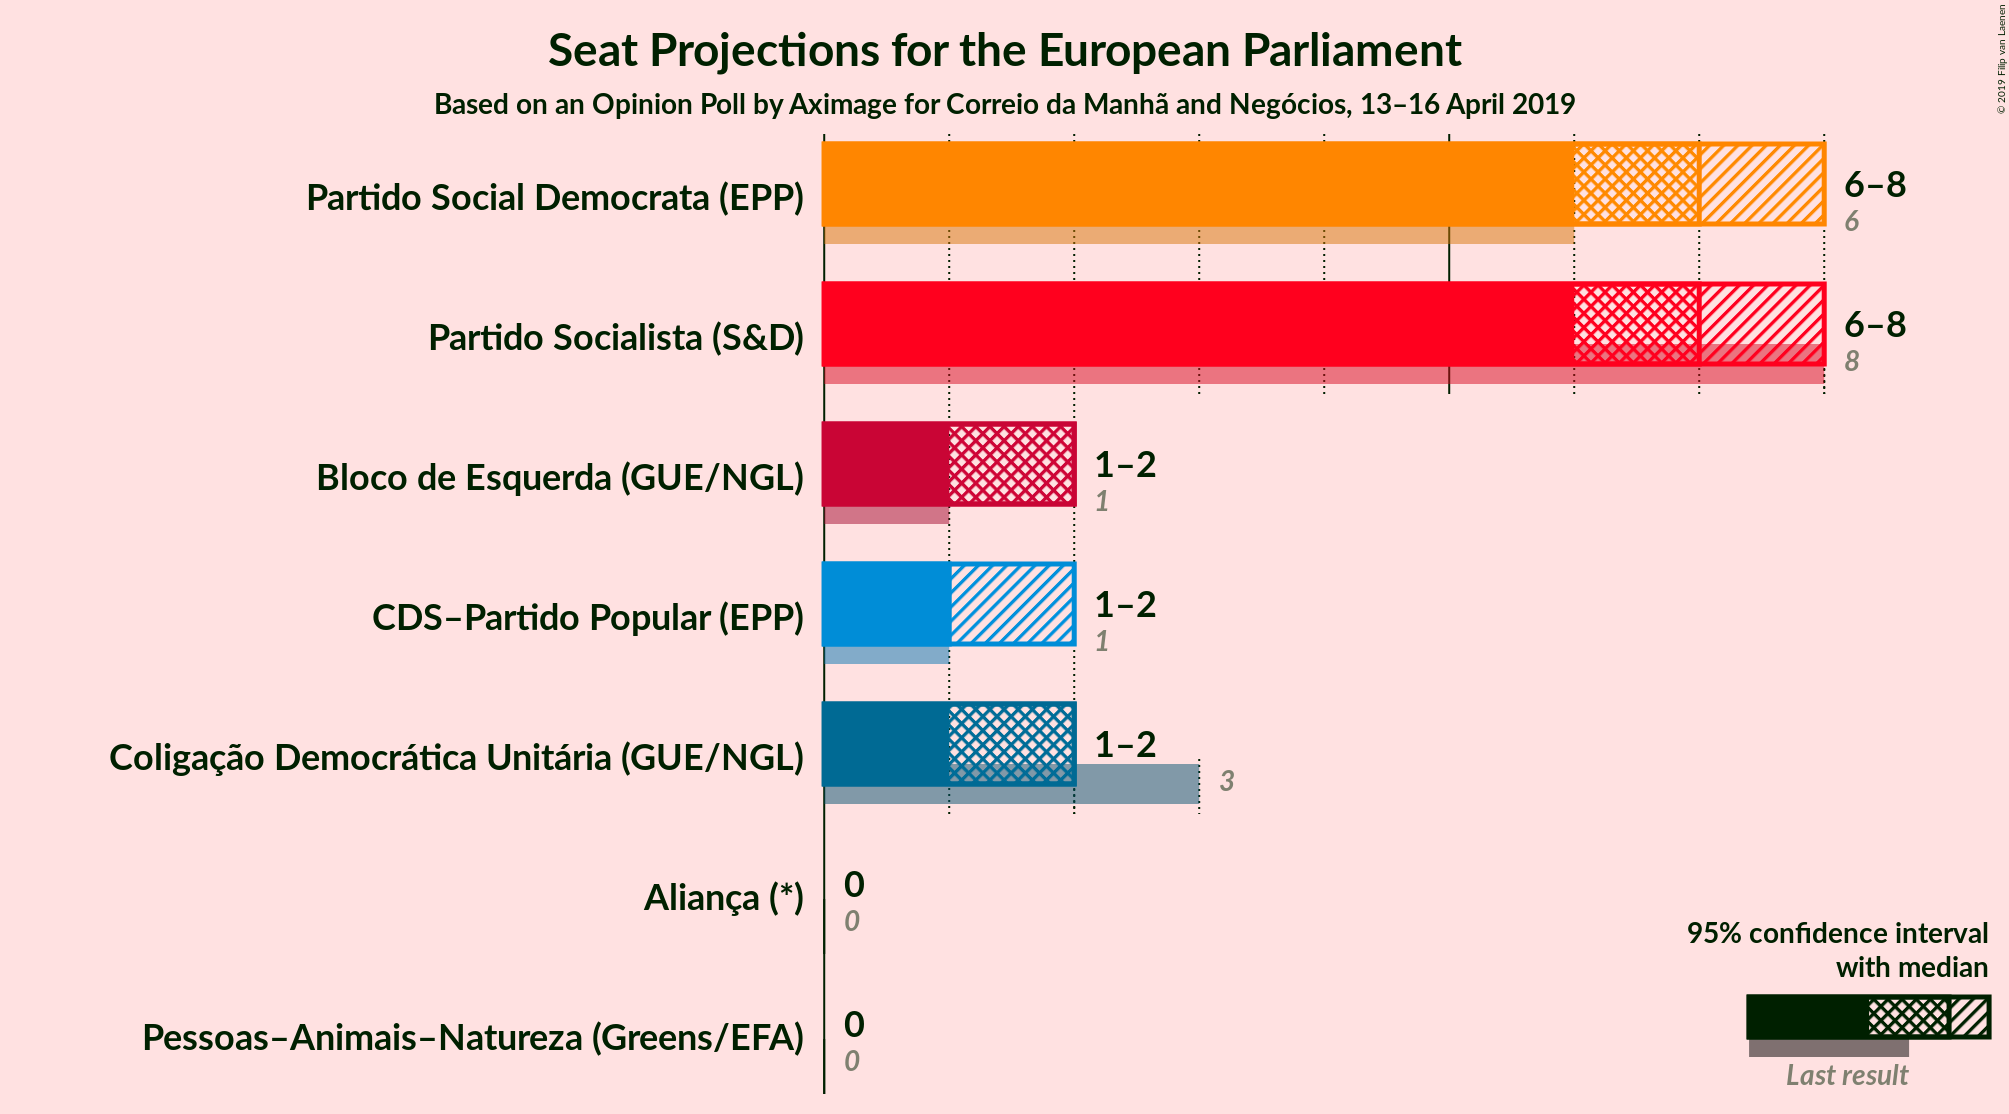 Seat Projections for the European Parliament
Based on an Opinion Poll by Aximage for Correio da Manhã and Negócios, 13–16 April 2019
© 2019 Filip van Laenen
Partido Social Democrata (EPP)
6–8
6
Partido Socialista (S&D)
6–8
8
Bloco de Esquerda (GUE/NGL)
1–2
1
CDS–Partido Popular (EPP)
1–2
1
Coligação Democrática Unitária (GUE/NGL)
1–2
3
Aliança (*)
0
0
Pessoas–Animais–Natureza (Greens/EFA)
0
0
95% confidence interval
with median
Last result